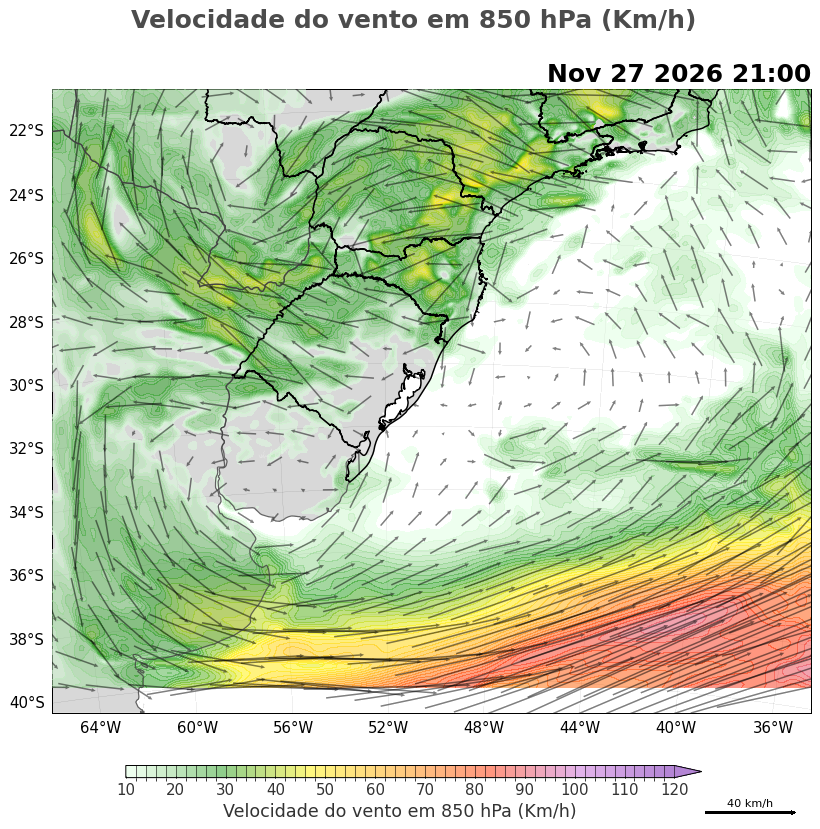 Velocidade do vento em 850 hPa (Km/h)
Nov 27 2026 21:00
22°S
24°S
26°S
28°S
30°S
32°S
34°S
36°S
38°S
40°S
64°W 60°W 56°W 52°W 48°W 44°W 40°W 36°W
10 20 30 40 50 60 70 80 90 100 110 120
Velocidade do vento em 850 hPa (Km/h)
40 km/h